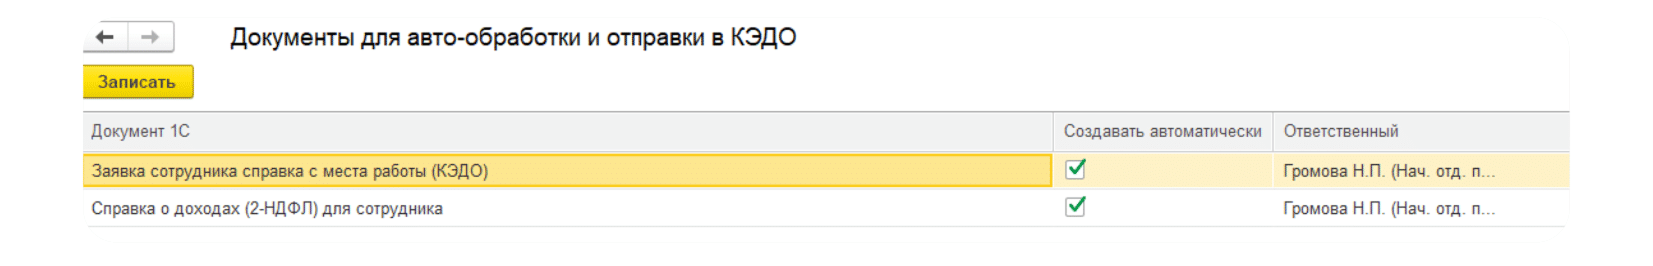 Документы для авто-обработки и отправки в КЭДО
Записать
Документ 1С Создавать автоматически Ответственный
Заявка сотрудника справка с места работы (КЭДО) Громова Н.П. (Нач. отд. п...
Справка о доходах (2-НДФЛ) для сотрудника Громова Н.П. (Нач. отд. п...